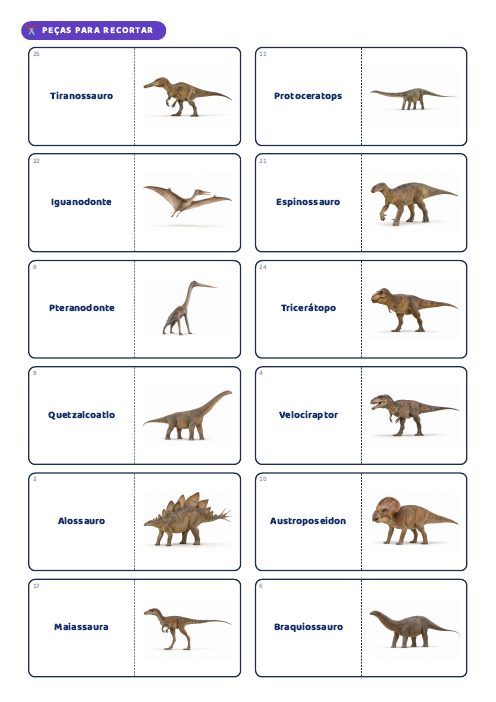 PEÇAS PARA RECORTAR
25
Tiranossauro
11
Protoceratops
22
Iguanodonte
21
Espinossauro
8
Pteranodonte
24
Tricerátopo
9
Quetzalcoatlo
4
Velociraptor
2
Alossauro
10
Austroposeidon
17
Maiassaura
6
Braquiossauro